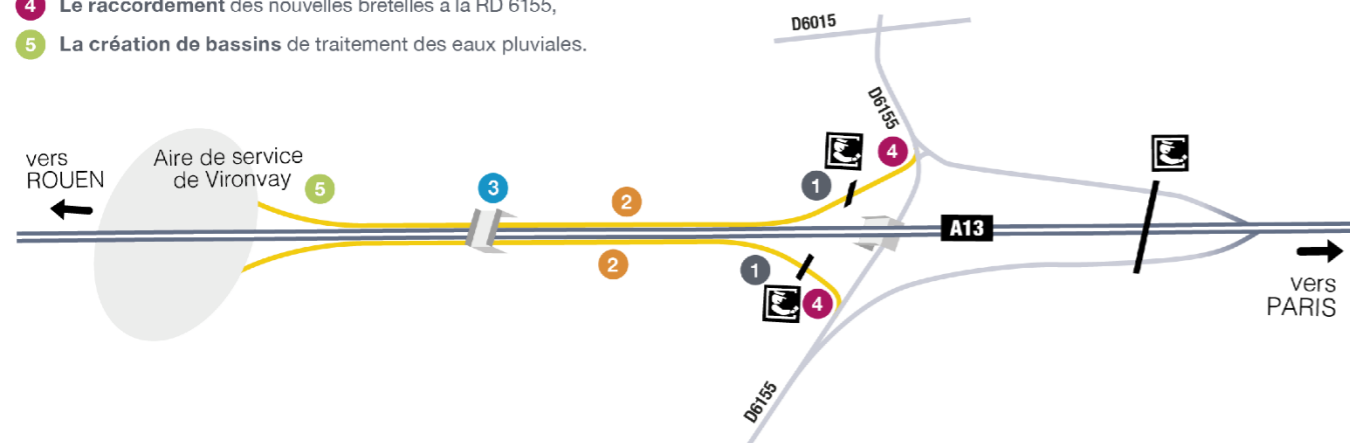 4 Le raccordement des nouvelles bretelles à la RD 6155,
5 La création de bassins de traitement des eaux pluviales.
D6015
D6155
vers
ROUEN
Aire de service
de Vironvay
5
3
2
1
4
A13
2
1
4
vers
PARIS
D6155